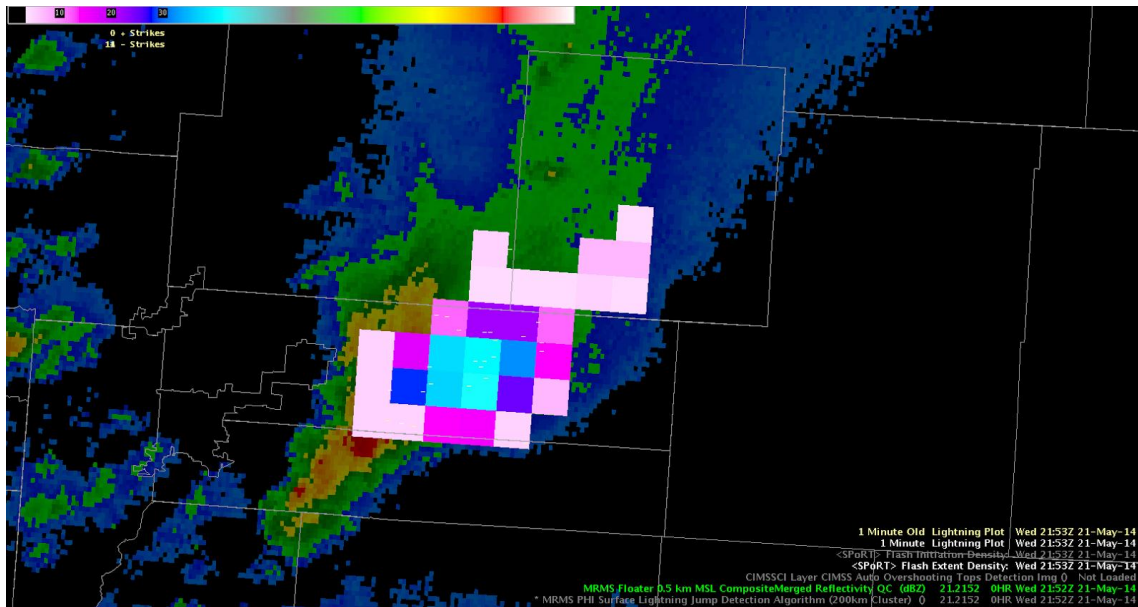 10 20 30
0 + Strikes
- Strikes
1 Minute Old Lightning Plot Wed 21:53Z 21-May-14
1 Minute Lightning Plot Wed 21:53Z 21-May-14
<SPoRT> Flash Initiation Density: Wed 21:53Z 21-May-14
<SPoRT> Flash Extent Density: Wed 21:53Z 21-May-14
CIMSSCI Layer CIMSS Auto Overshooting Tops Detection Img () Not Loaded
MRMS Floater 0.5 km MSL CompositeMerged Reflectivity QC (dBZ) 21.2152 0HR Wed 21:52Z 21-May-14
* MRMS PHI Surface Lightning Jump Detection Algorithm (200km Cluster) () 21.2152 0HR Wed 21:52Z 21-May-14